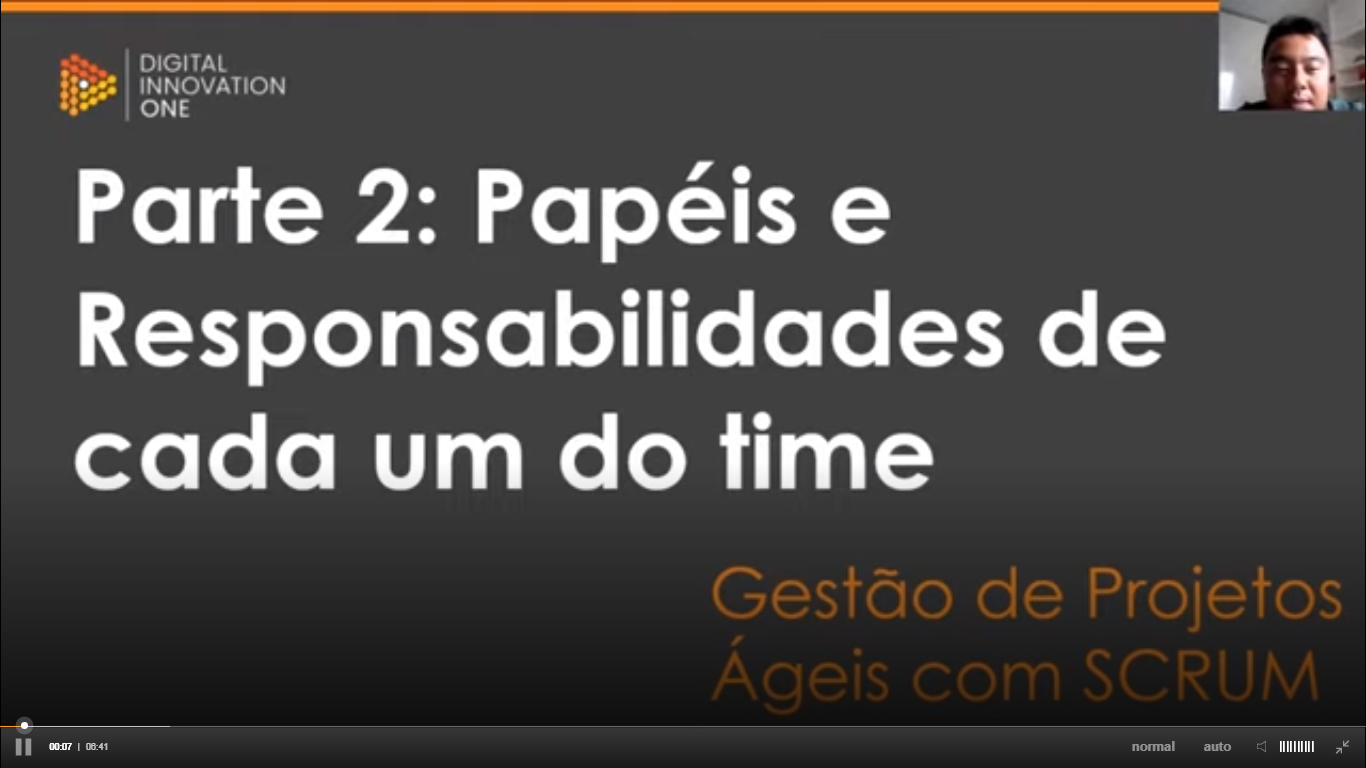 DIGITAL
INNOVATION
ONE
Parte 2: Papéis e
Responsabilidades de
cada um do time
Gestão de Projetos
Ágeis com SCRUM
00:07 | 06:41
normal auto